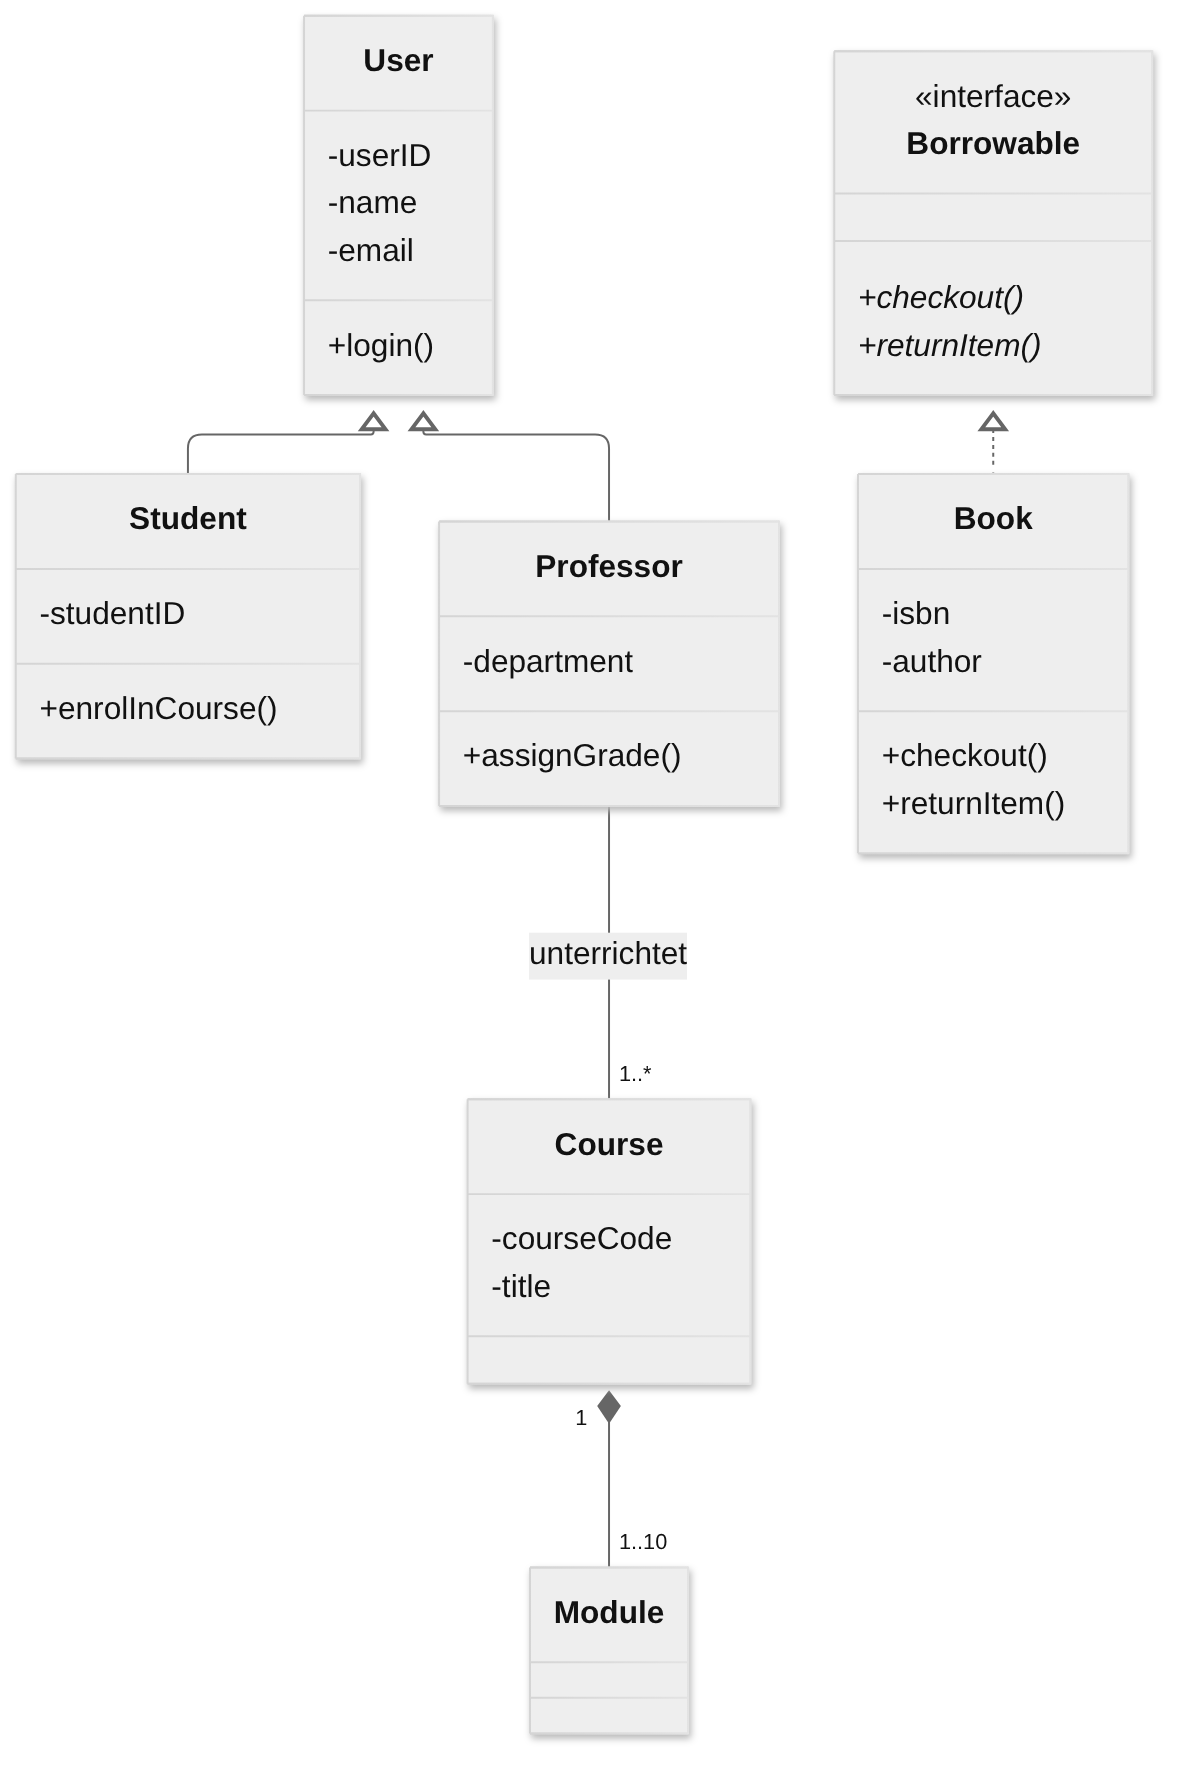 User
-userID
-name
-email
+login()
«interface»
Borrowable
+checkout()
+returnItem()
Student
-studentID
+enrolInCourse()
Professor
-department
+assignGrade()
Book
-isbn
-author
+checkout()
+returnItem()
unterrichtet
1..*
Course
-courseCode
-title
1
1..10
Module